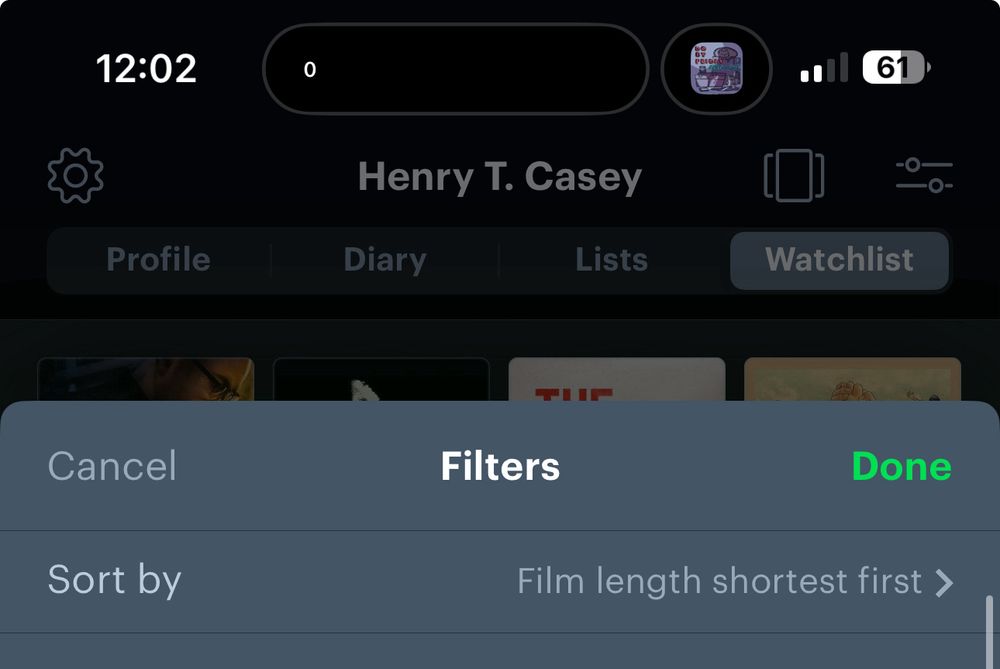 12:02
0
61
Henry T. Casey
Profile
Diary
Lists
Watchlist
THE
Cancel
Filters
Done
Sort by
Film length shortest first